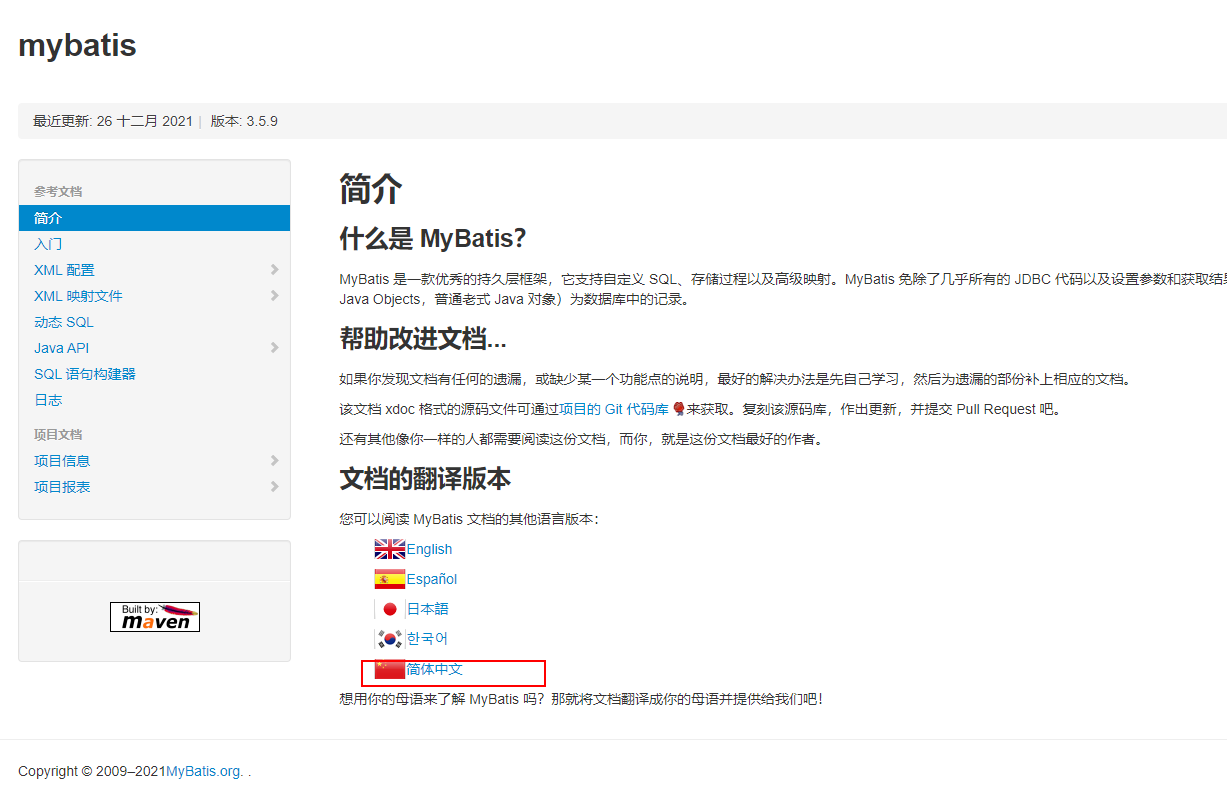 mybatis
最近更新: 26 十二月 2021 | 版本: 3.5.9
参考文档
简介
入门
XML 配置
XML 映射文件
动态 SQL
Java API
SQL 语句构建器
日志
项目文档
项目信息
项目报表
Built by:
maven
简介
什么是 MyBatis？
MyBatis 是一款优秀的持久层框架，它支持自定义 SQL、存储过程以及高级映射。MyBatis 免除了几乎所有的 JDBC 代码以及设置参数和获取结果
Java Objects，普通老式 Java 对象）为数据库中的记录。
帮助改进文档...
如果你发现文档有任何的遗漏，或缺少某一个功能点的说明，最好的解决办法是先自己学习，然后为遗漏的部份补上相应的文档。
该文档 xdoc 格式的源码文件可通过项目的 Git 代码库 来获取。复刻该源码库，作出更新，并提交 Pull Request 吧。
还有其他像你一样的人都需要阅读这份文档，而你，就是这份文档最好的作者。
文档的翻译版本
您可以阅读 MyBatis 文档的其他语言版本：
English
Español
日本語
한국어
简体中文
想用你的母语来了解 MyBatis 吗？那就将文档翻译成你的母语并提供给我们吧！
Copyright © 2009–2021MyBatis.org. .